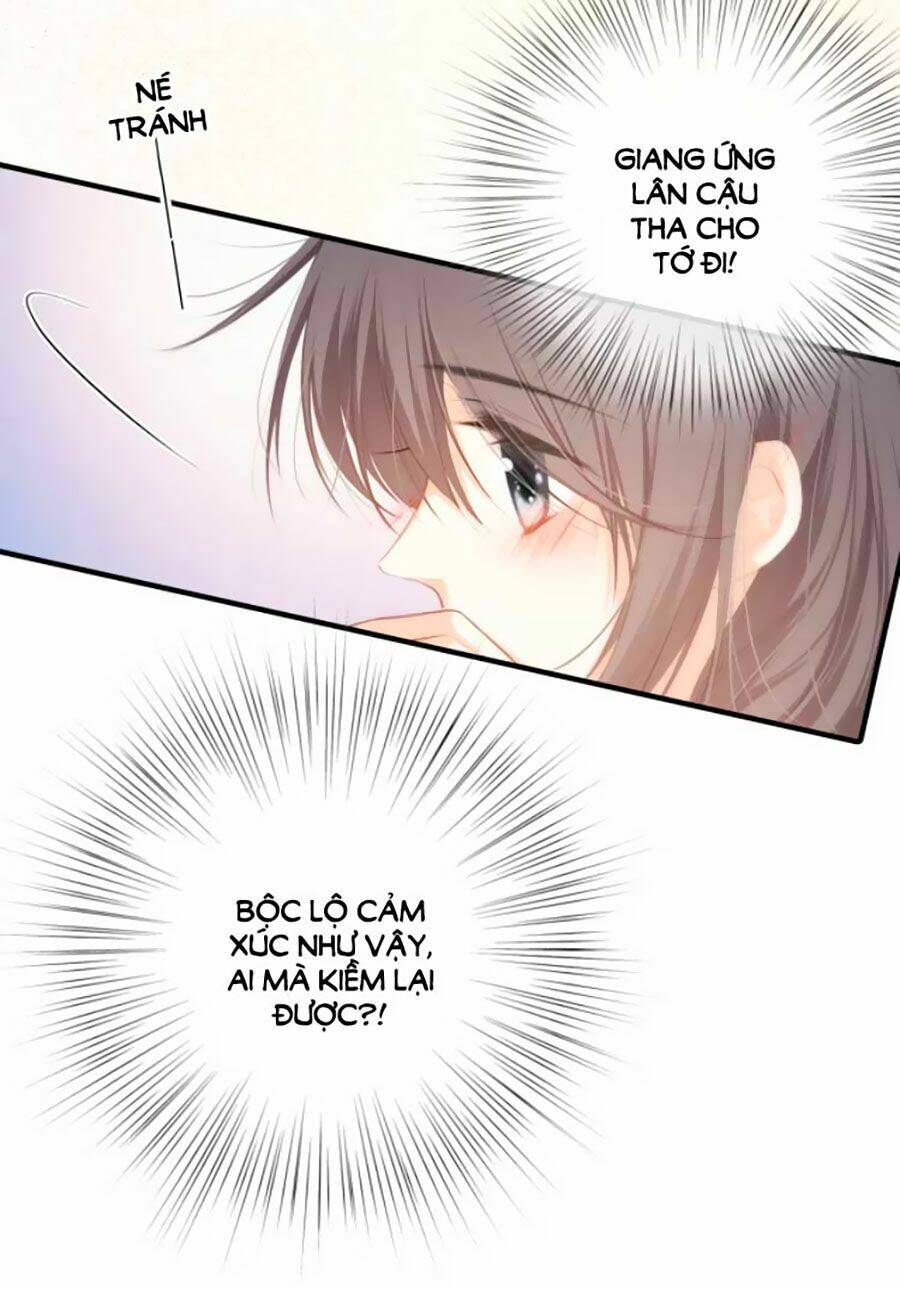 NÉ
TRÁNH
GIANG ỨNG
LÂN CẬU
THA CHO
TỚ ĐI!
BỘC LỘ CẢM
XÚC NHƯ VẬY,
AI MÀ KIỀM LẠI
ĐƯỢC?!